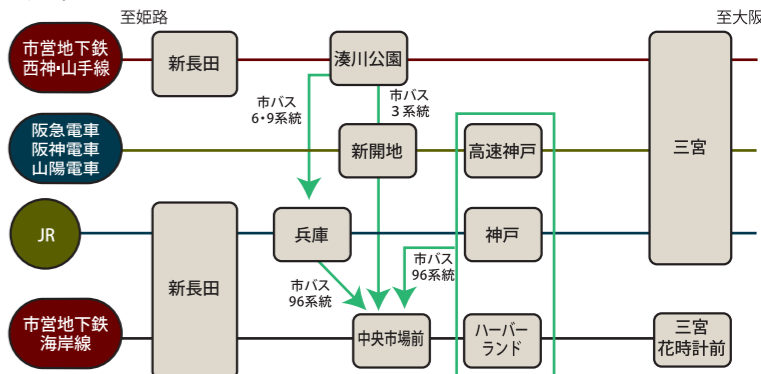 至姫路
至大阪
市営地下鉄
西神・山手線
新長田
湊川公園
三宮
市バス
6・9系統
市バス
3系統
阪急電車
阪神電車
山陽電車
新開地
高速神戸
JR
兵庫
神戸
市バス
96系統
市バス
96系統
新長田
市営地下鉄
海岸線
中央市場前
ハーバー
ランド
三宮
花時計前